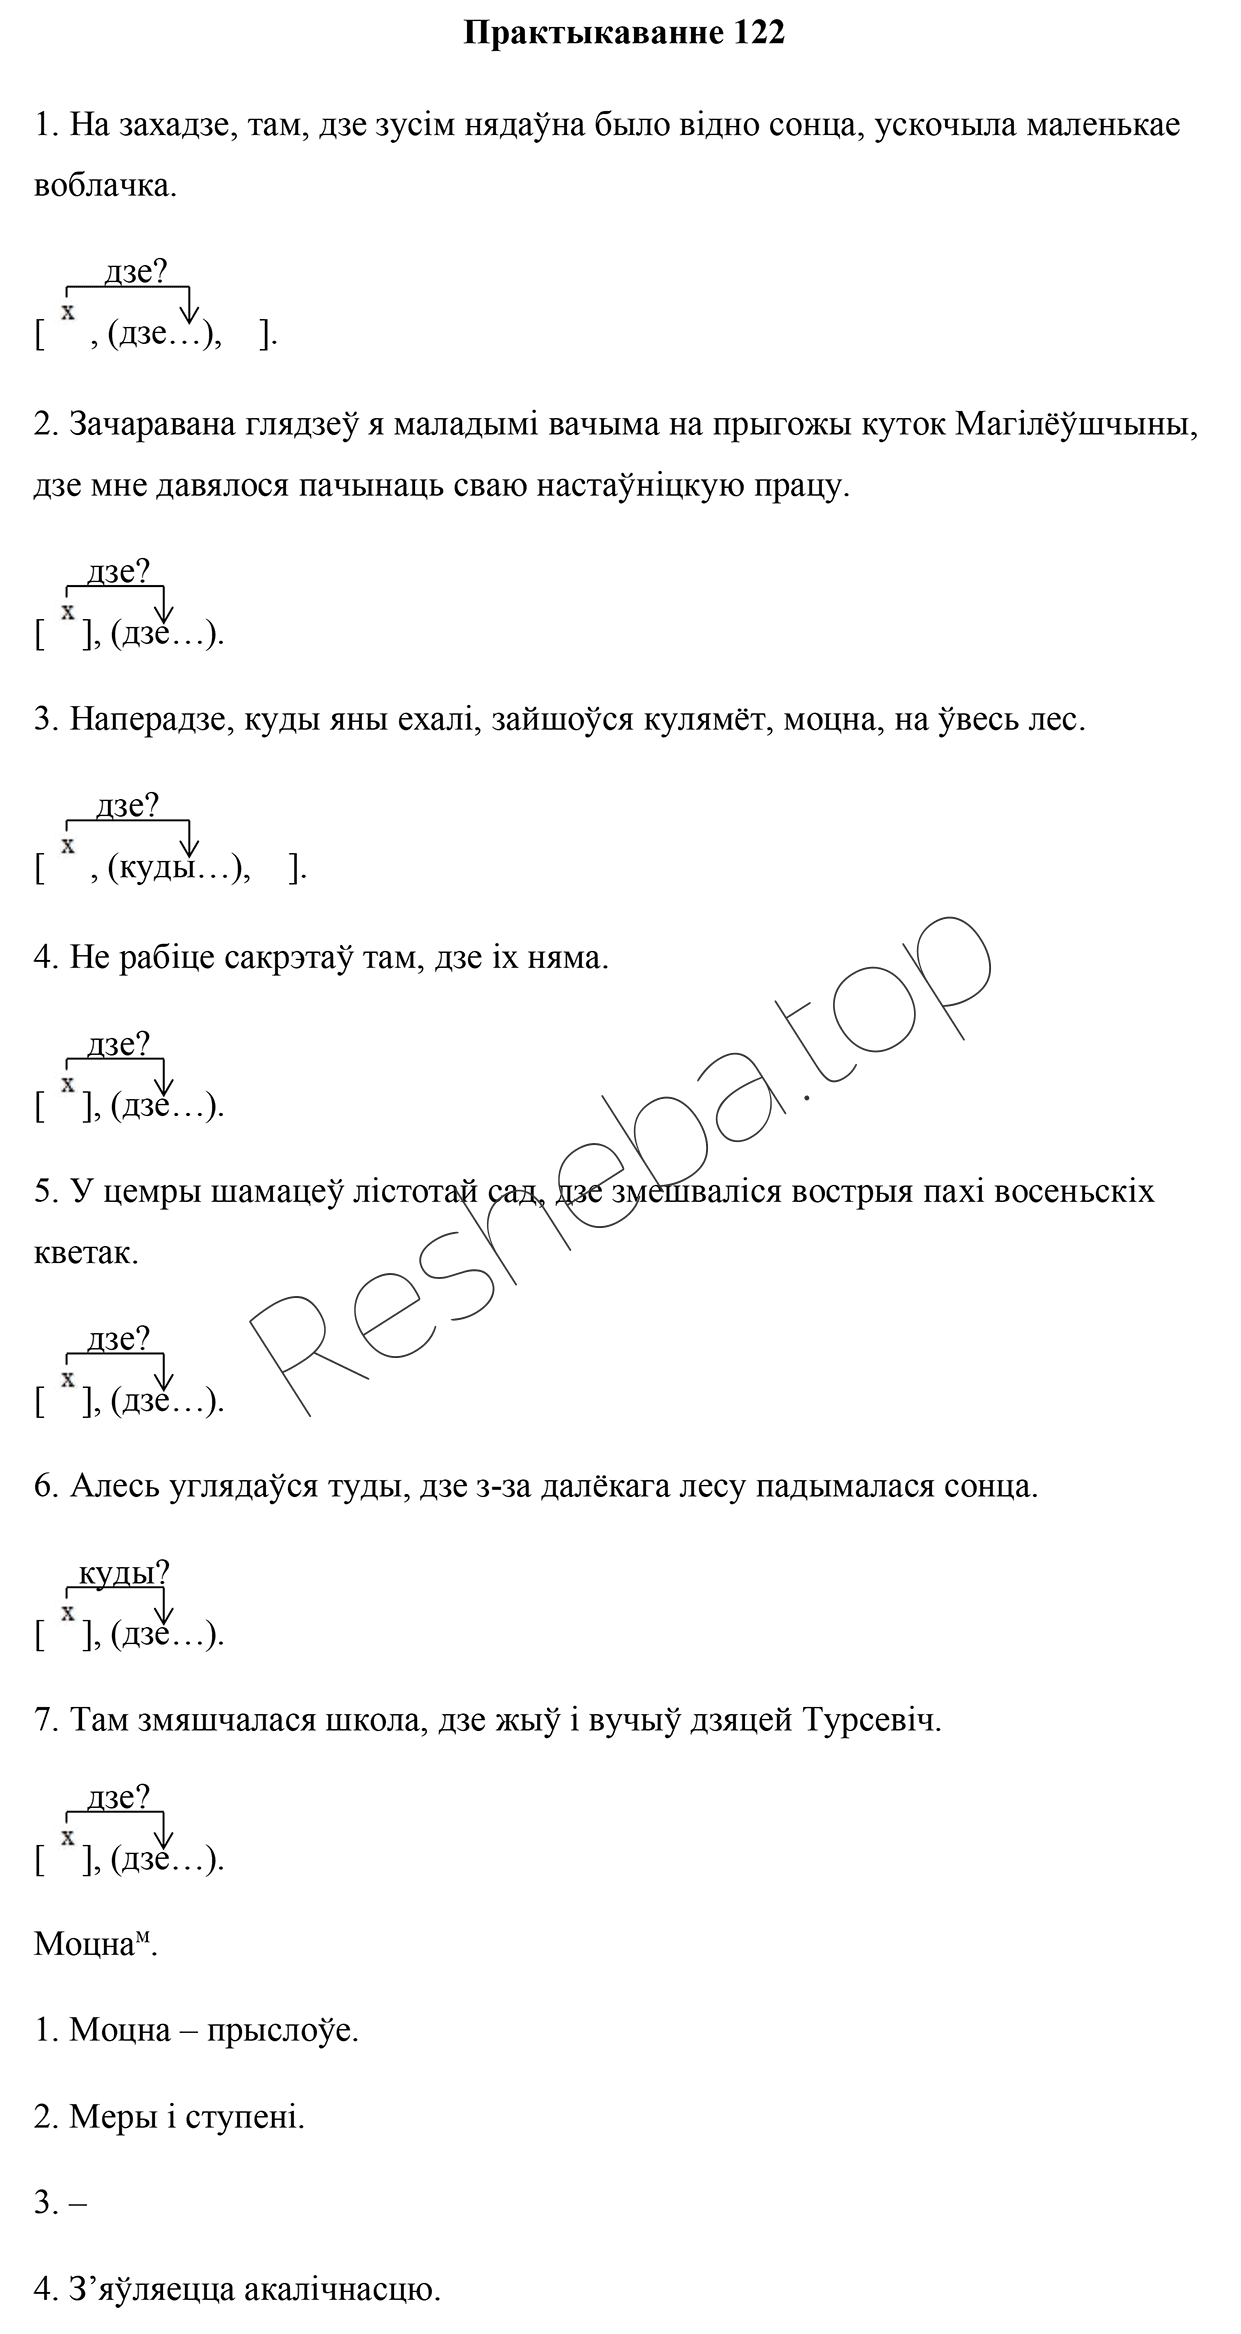 Практыкаванне 122
1. На захадзе, там, дзе зусім нядаўна было відно сонца, ускочыла маленькае
воблачка.
дзе?
х
[ , (дзе…), ].
2. Зачаравана глядзеў я маладымі вачыма на прыгожы куток Магілёўшчыны,
дзе мне давялося пачынаць сваю настаўніцкую працу.
дзе?
х
[ ], (дзе…).
3. Наперадзе, куды яны ехалі, зайшоўся кулямёт, моцна, на ўвесь лес.
дзе?
х
[ , (куды…), ].
4. Не рабіце сакрэтаў там, дзе іх няма.
дзе?
х
[ ], (дзе…).
5. У цемры шамацеў лістотай сад, дзе змешваліся вострыя пахі восеньскіх
кветак.
дзе?
х
[ ], (дзе…).
6. Алесь углядаўся туды, дзе з-за далёкага лесу падымалася сонца.
куды?
х
[ ], (дзе…).
7. Там змяшчалася школа, дзе жыў і вучыў дзяцей Турсевіч.
дзе?
х
[ ], (дзе…).
Моцнаᵐ.
1. Моцна – прыслоўе.
2. Меры і ступені.
3. –
4. З’яўляецца акалічнасцю.
Resheba.top